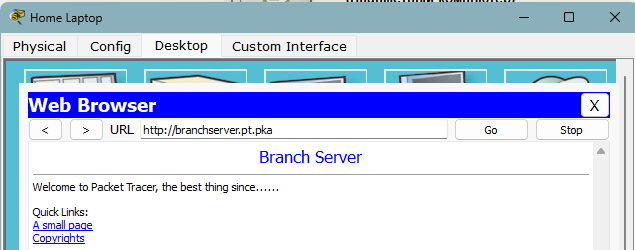 Home Laptop
Physical Config Desktop Custom Interface
Web Browser X
< > URL http://branchserver.pt.pka Go Stop
Branch Server
Welcome to Packet Tracer, the best thing since......
Quick Links:
A small page
Copyrights